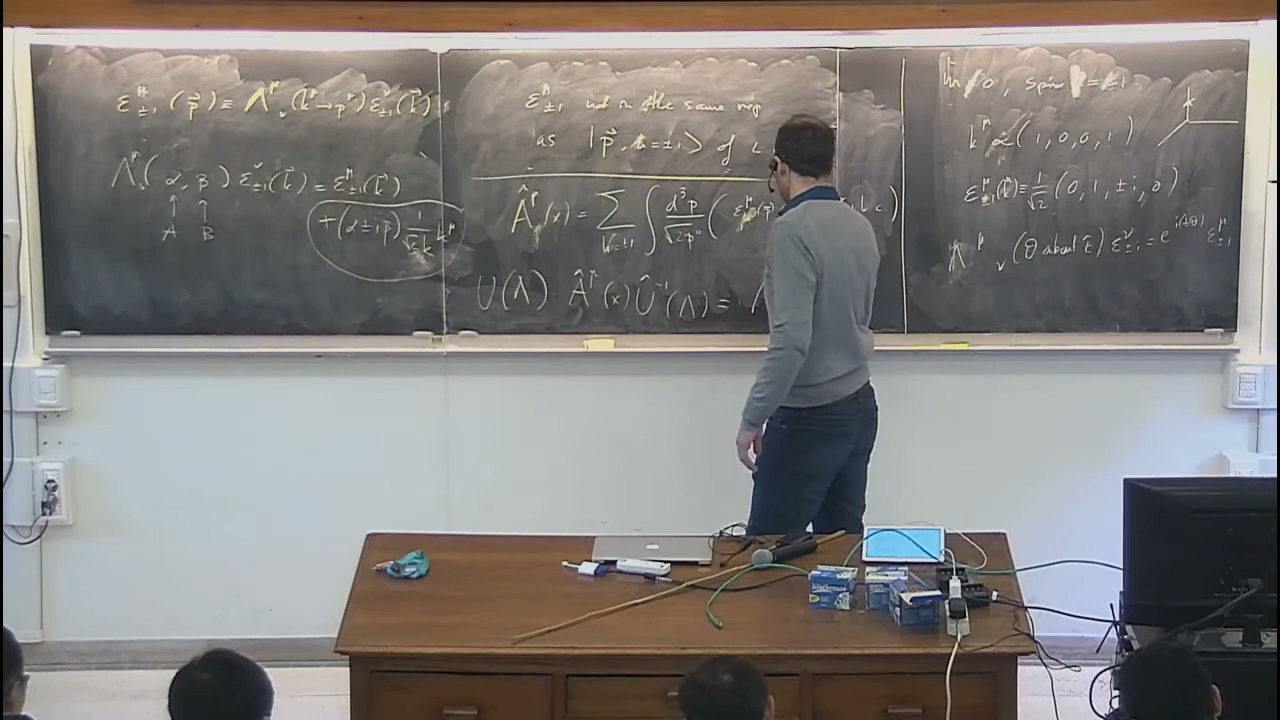 ε^μ_{±1}(p⃗) ≡ Λ^μ_ν(k^μ→p^μ) ε^ν_{±1}(k⃗)
Λ^μ_ν(α, β) ε^ν_{±1}(k⃗) = ε^μ_{±1}(k⃗)
↑ ↑
A B
+(α±iβ) 1/(√2 k) k^μ
ε^μ_{±1} not in the same rep
as |p⃗, h=±1⟩ of
Â^μ(x) = Σ_{h=±1} ∫ d³p/√2p⁰ ( ε^μ(p)
U(Λ) Â^μ(x) Û⁻¹(Λ) =
m≠0, spin = ±1
k^μ ∝ (1, 0, 0, 1)
ε^μ_{±1}(k⃗) ≡ 1/√2 (0, 1, ±i, 0)
Λ^μ_ν (θ about k̂) ε^ν_{±1} = e^{i(±θ)} ε^μ_{±1}